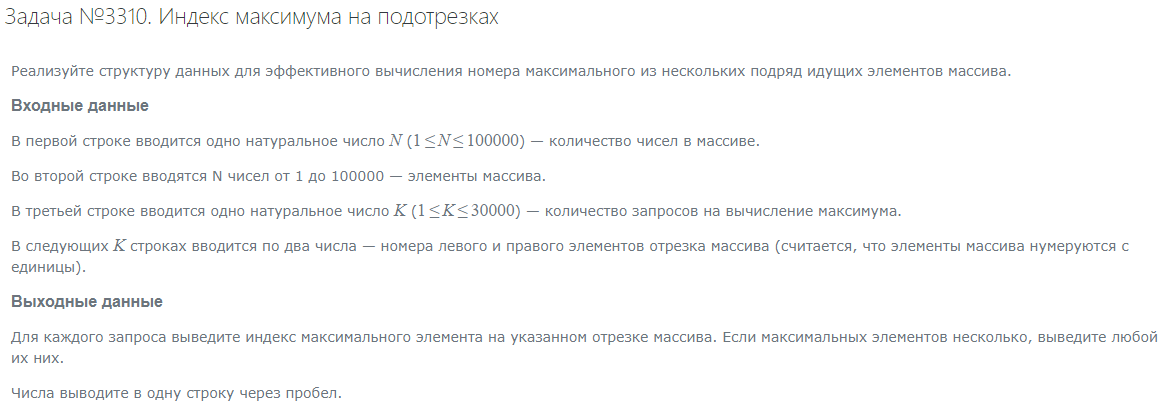 Задача №3310. Индекс максимума на подотрезках
Реализуйте структуру данных для эффективного вычисления номера максимального из нескольких подряд идущих элементов массива.
Входные данные
В первой строке вводится одно натуральное число N (1≤N≤100000) — количество чисел в массиве.
Во второй строке вводятся N чисел от 1 до 100000 — элементы массива.
В третьей строке вводится одно натуральное число K (1≤K≤30000) — количество запросов на вычисление максимума.
В следующих K строках вводится по два числа — номера левого и правого элементов отрезка массива (считается, что элементы массива нумеруются с
единицы).
Выходные данные
Для каждого запроса выведите индекс максимального элемента на указанном отрезке массива. Если максимальных элементов несколько, выведите любой
их них.
Числа выводите в одну строку через пробел.